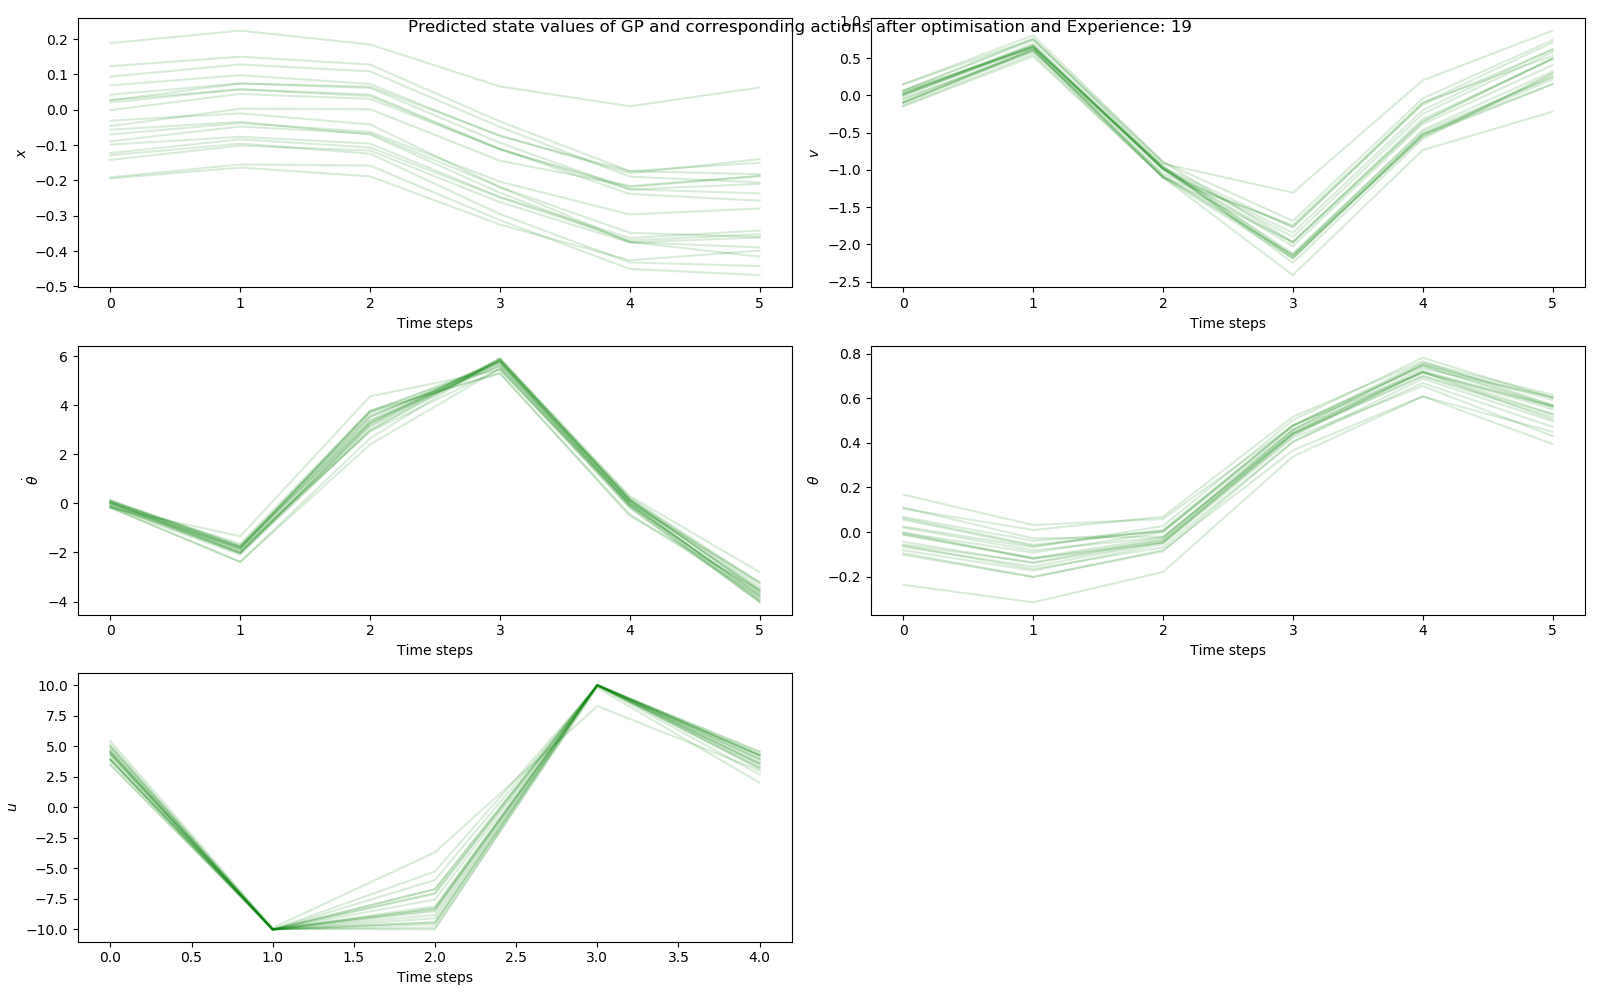 Predicted state values of GP and corresponding actions after optimisation and Experience: 19
0.2
0.1
0.0
−0.1
−0.2
−0.3
−0.4
−0.5
x
0 1 2 3 4 5
Time steps
1.0
0.5
0.0
−0.5
−1.0
−1.5
−2.0
−2.5
v
0 1 2 3 4 5
Time steps
6
4
2
0
−2
−4
θ̇
0 1 2 3 4 5
Time steps
0.8
0.6
0.4
0.2
0.0
−0.2
θ
0 1 2 3 4 5
Time steps
10.0
7.5
5.0
2.5
0.0
−2.5
−5.0
−7.5
−10.0
u
0.0 0.5 1.0 1.5 2.0 2.5 3.0 3.5 4.0
Time steps